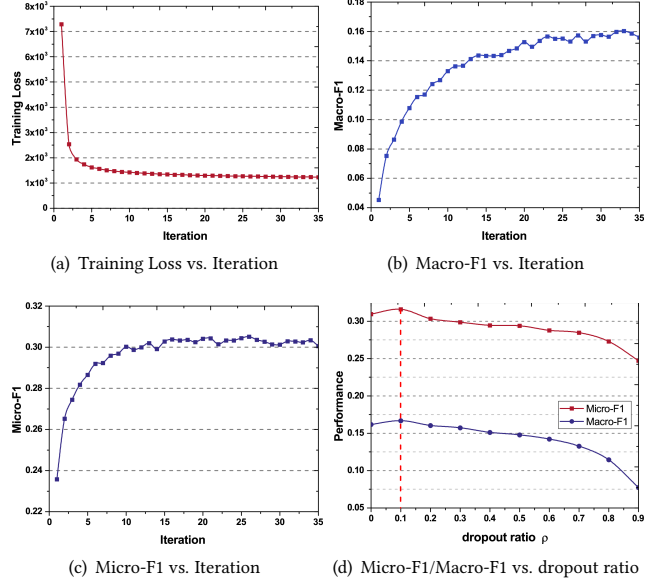 8x10³
7x10³
6x10³
5x10³
4x10³
3x10³
2x10³
1x10³
0
Training Loss
0 5 10 15 20 25 30 35
Iteration
(a) Training Loss vs. Iteration
0.18
0.16
0.14
0.12
0.10
0.08
0.06
0.04
Macro-F1
0 5 10 15 20 25 30 35
Iteration
(b) Macro-F1 vs. Iteration
0.32
0.30
0.28
0.26
0.24
0.22
Micro-F1
0 5 10 15 20 25 30 35
Iteration
(c) Micro-F1 vs. Iteration
0.30
0.25
0.20
0.15
0.10
0.05
Performance
Micro-F1
Macro-F1
0 0.1 0.2 0.3 0.4 0.5 0.6 0.7 0.8 0.9
dropout ratio ρ
(d) Micro-F1/Macro-F1 vs. dropout ratio